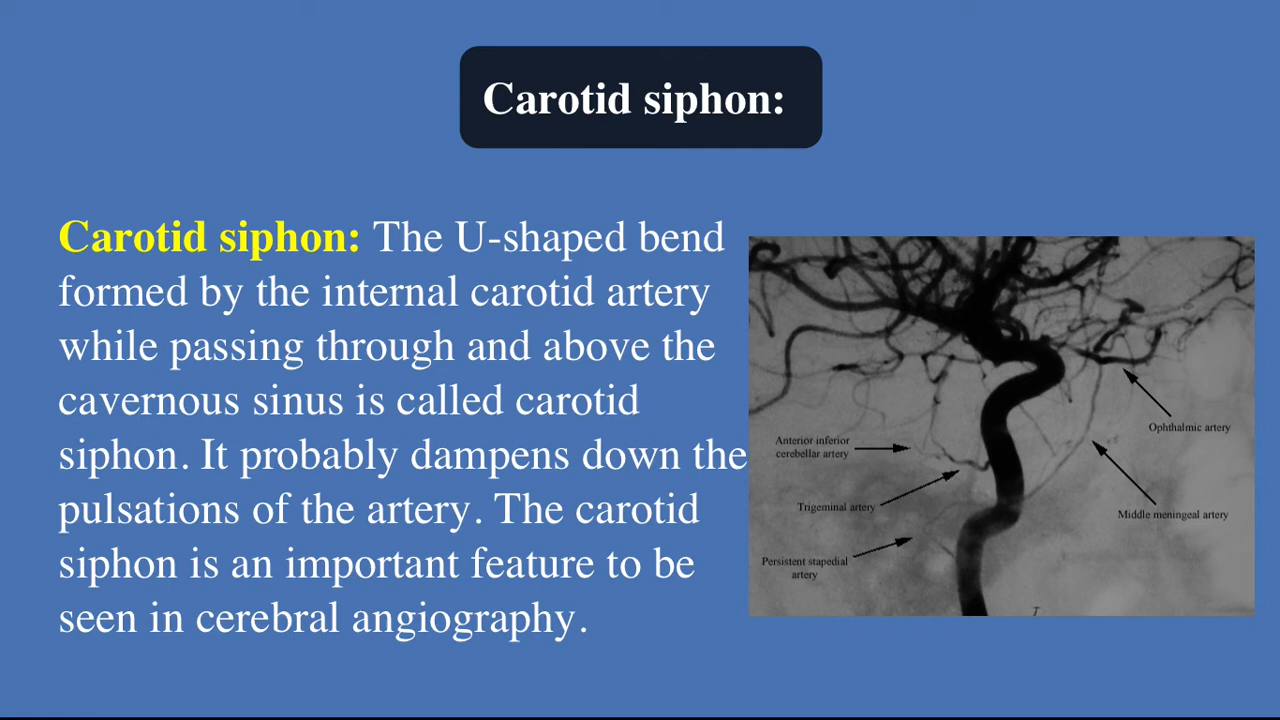 Carotid siphon:
Carotid siphon: The U-shaped bend
formed by the internal carotid artery
while passing through and above the
cavernous sinus is called carotid
siphon. It probably dampens down the
pulsations of the artery. The carotid
siphon is an important feature to be
seen in cerebral angiography.
Ophthalmic artery
Anterior inferior
cerebellar artery
Trigeminal artery
Middle meningeal artery
Persistent stapedial
artery